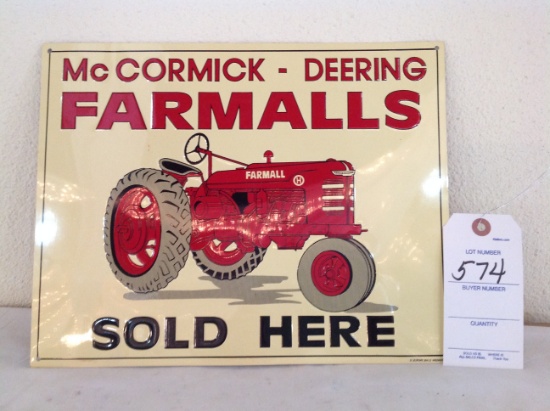 McCORMICK - DEERING
FARMALLS
FARMALL H
SOLD HERE
LOT NUMBER
574
BUYER NUMBER
QUANTITY